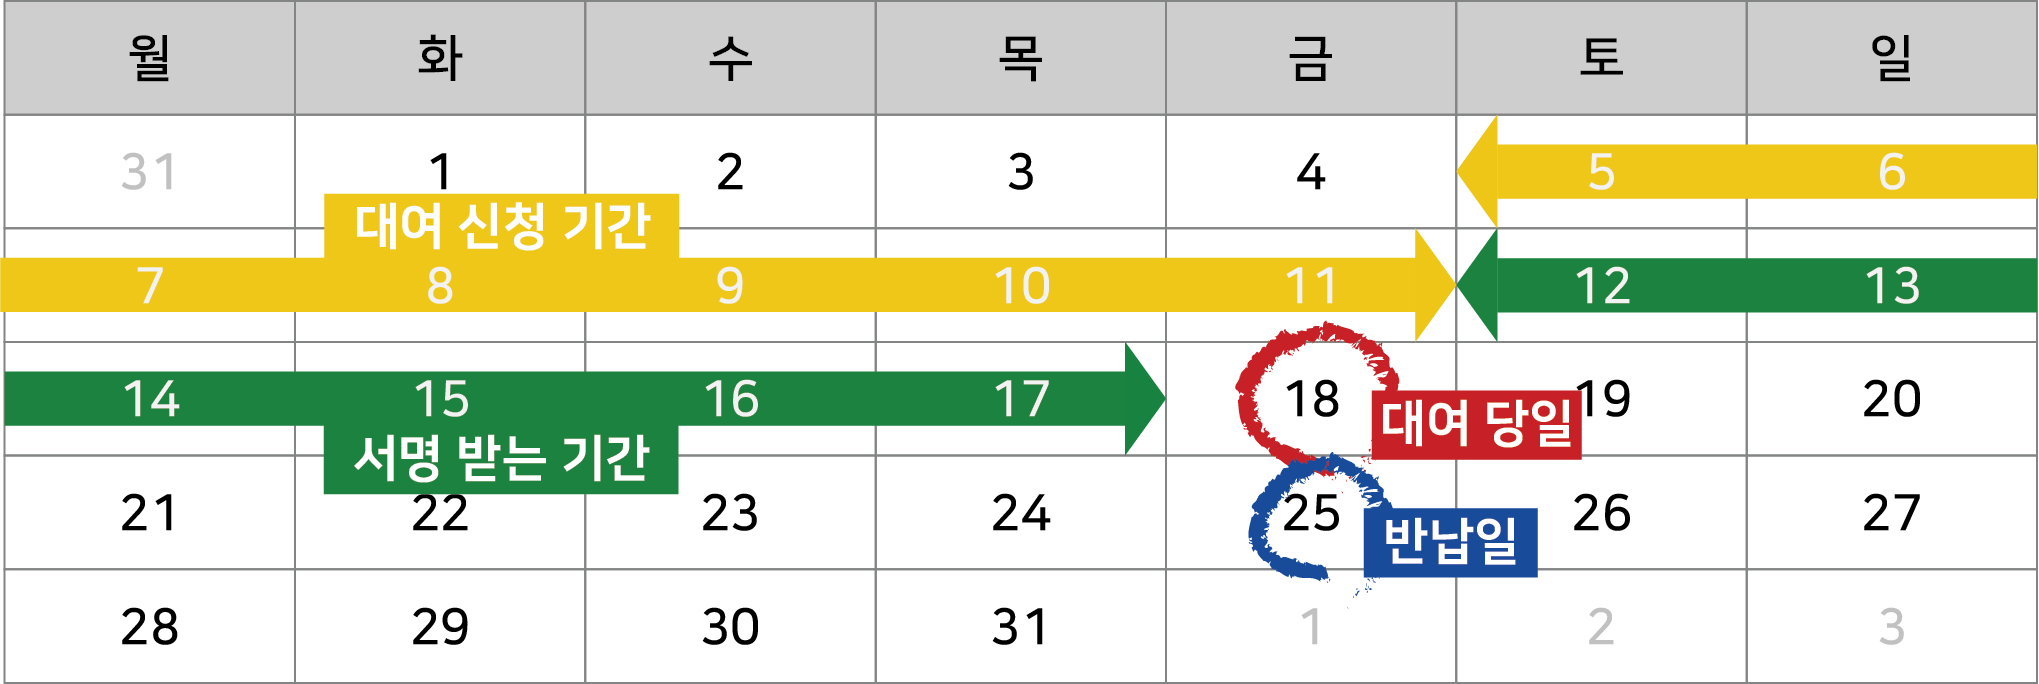 월 화 수 목 금 토 일
31 1 2 3 4 5 6
대여 신청 기간
7 8 9 10 11 12 13
14 15 16 17 18 19 20
대여 당일
서명 받는 기간
21 22 23 24 25 26 27
반납일
28 29 30 31 1 2 3